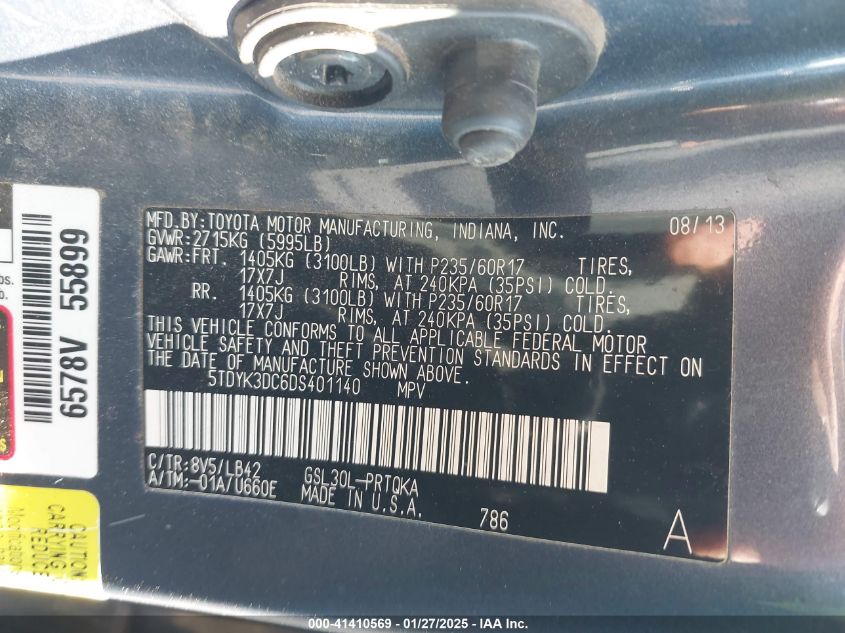 MFD.BY:TOYOTA MOTOR MANUFACTURING, INDIANA, INC. 08/13
GVWR:2715KG (5995LB)
GAWR:FRT. 1405KG (3100LB) WITH P235/60R17 TIRES,
17X7J RIMS, AT 240KPA (35PSI) COLD.
RR. 1405KG (3100LB) WITH P235/60R17 TIRES,
17X7J RIMS, AT 240KPA (35PSI) COLD.
THIS VEHICLE CONFORMS TO ALL APPLICABLE FEDERAL MOTOR
VEHICLE SAFETY AND THEFT PREVENTION STANDARDS IN EFFECT ON
THE DATE OF MANUFACTURE SHOWN ABOVE.
5TDYK3DC6DS401140 MPV
C/TR:8V5/LB42 GSL30L-PRTQKA
A/TM:-01A/U660E MADE IN U.S.A. 786 A
6578V 55899
bs.
CAUTION
CARRYING
REDUCE
000-41410569 - 01/27/2025 - IAA Inc.